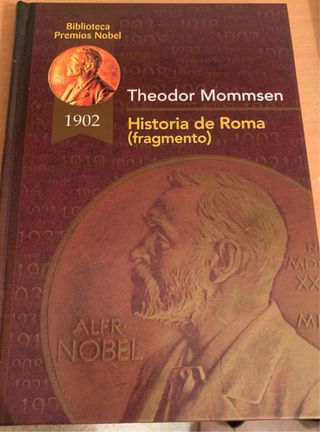 Biblioteca
Premios Nobel
1902
Theodor Mommsen
Historia de Roma
(fragmento)
ALFR.
NOBEL